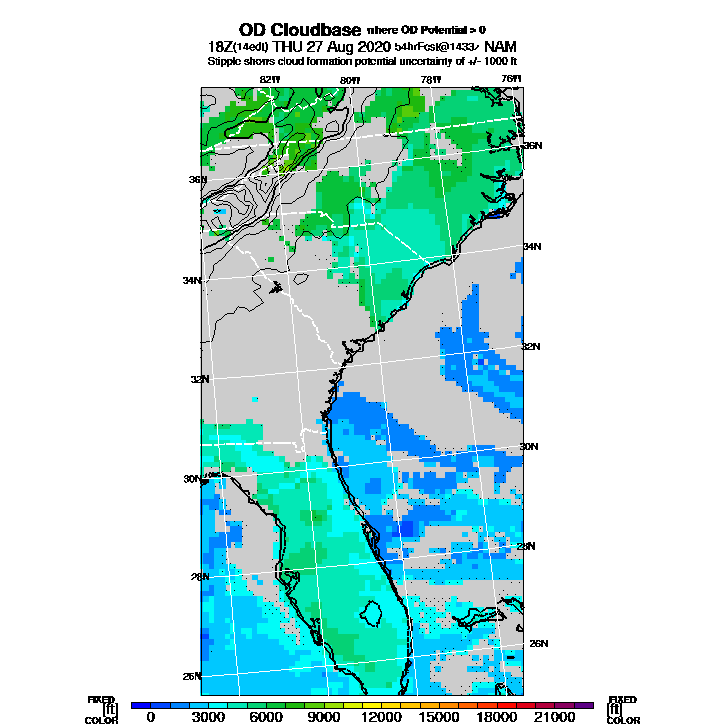 OD Cloudbase where OD Potential > 0
18Z(14edt) THU 27 Aug 2020 54hrFcst@1433z NAM
Stipple shows cloud formation potential uncertainty of +/- 1000 ft
82W 80W 78W 76W
36N 36N
34N 34N
32N 32N
30N 30N
28N 28N
26N 26N
FIXED FIXED
[ft] [ft]
COLOR COLOR
0 3000 6000 9000 12000 15000 18000 21000